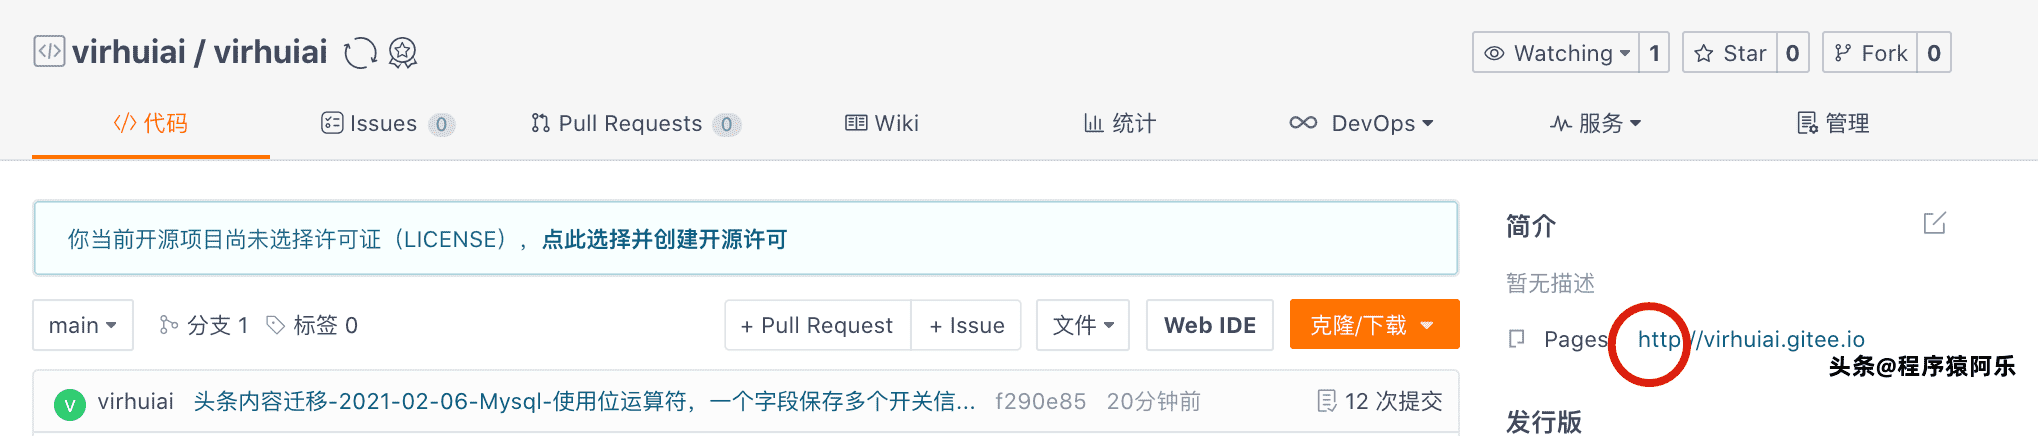 virhuiai / virhuiai
Watching 1 Star 0 Fork 0
代码 Issues 0 Pull Requests 0 Wiki 统计 DevOps 服务 管理
你当前开源项目尚未选择许可证（LICENSE），点此选择并创建开源许可
简介
暂无描述
main 分支 1 标签 0 + Pull Request + Issue 文件 Web IDE 克隆/下载
Pages http://virhuiai.gitee.io
头条@程序猿阿乐
V virhuiai 头条内容迁移-2021-02-06-Mysql-使用位运算符，一个字段保存多个开关信... f290e85 20分钟前 12 次提交
发行版